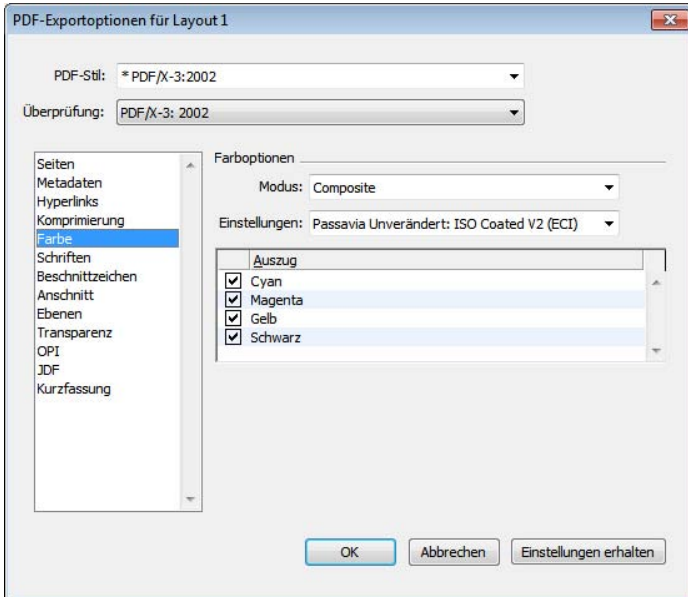 PDF-Exportoptionen für Layout 1
PDF-Stil: * PDF/X-3:2002
Überprüfung: PDF/X-3: 2002
Seiten
Metadaten
Hyperlinks
Komprimierung
Farbe
Schriften
Beschnittzeichen
Anschnitt
Ebenen
Transparenz
OPI
JDF
Kurzfassung
Farboptionen
Modus: Composite
Einstellungen: Passavia Unverändert: ISO Coated V2 (ECI)
Auszug
Cyan
Magenta
Gelb
Schwarz
OK Abbrechen Einstellungen erhalten